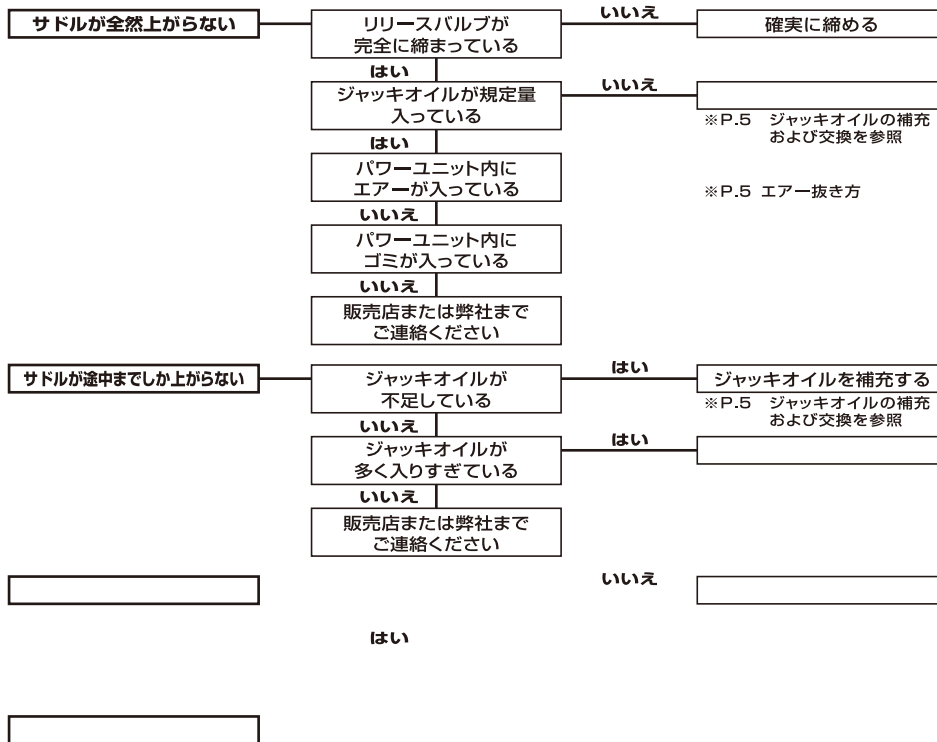 サドルが全然上がらない
リリースバルブが
完全に締まっている
いいえ
確実に締める
はい
ジャッキオイルが規定量
入っている
いいえ
※P.5 ジャッキオイルの補充
および交換を参照
はい
パワーユニット内に
エアーが入っている
※P.5 エアー抜き方
いいえ
パワーユニット内に
ゴミが入っている
いいえ
販売店または弊社まで
ご連絡ください
サドルが途中までしか上がらない
ジャッキオイルが
不足している
はい
ジャッキオイルを補充する
※P.5 ジャッキオイルの補充
および交換を参照
いいえ
ジャッキオイルが
多く入りすぎている
はい
いいえ
販売店または弊社まで
ご連絡ください
いいえ
はい